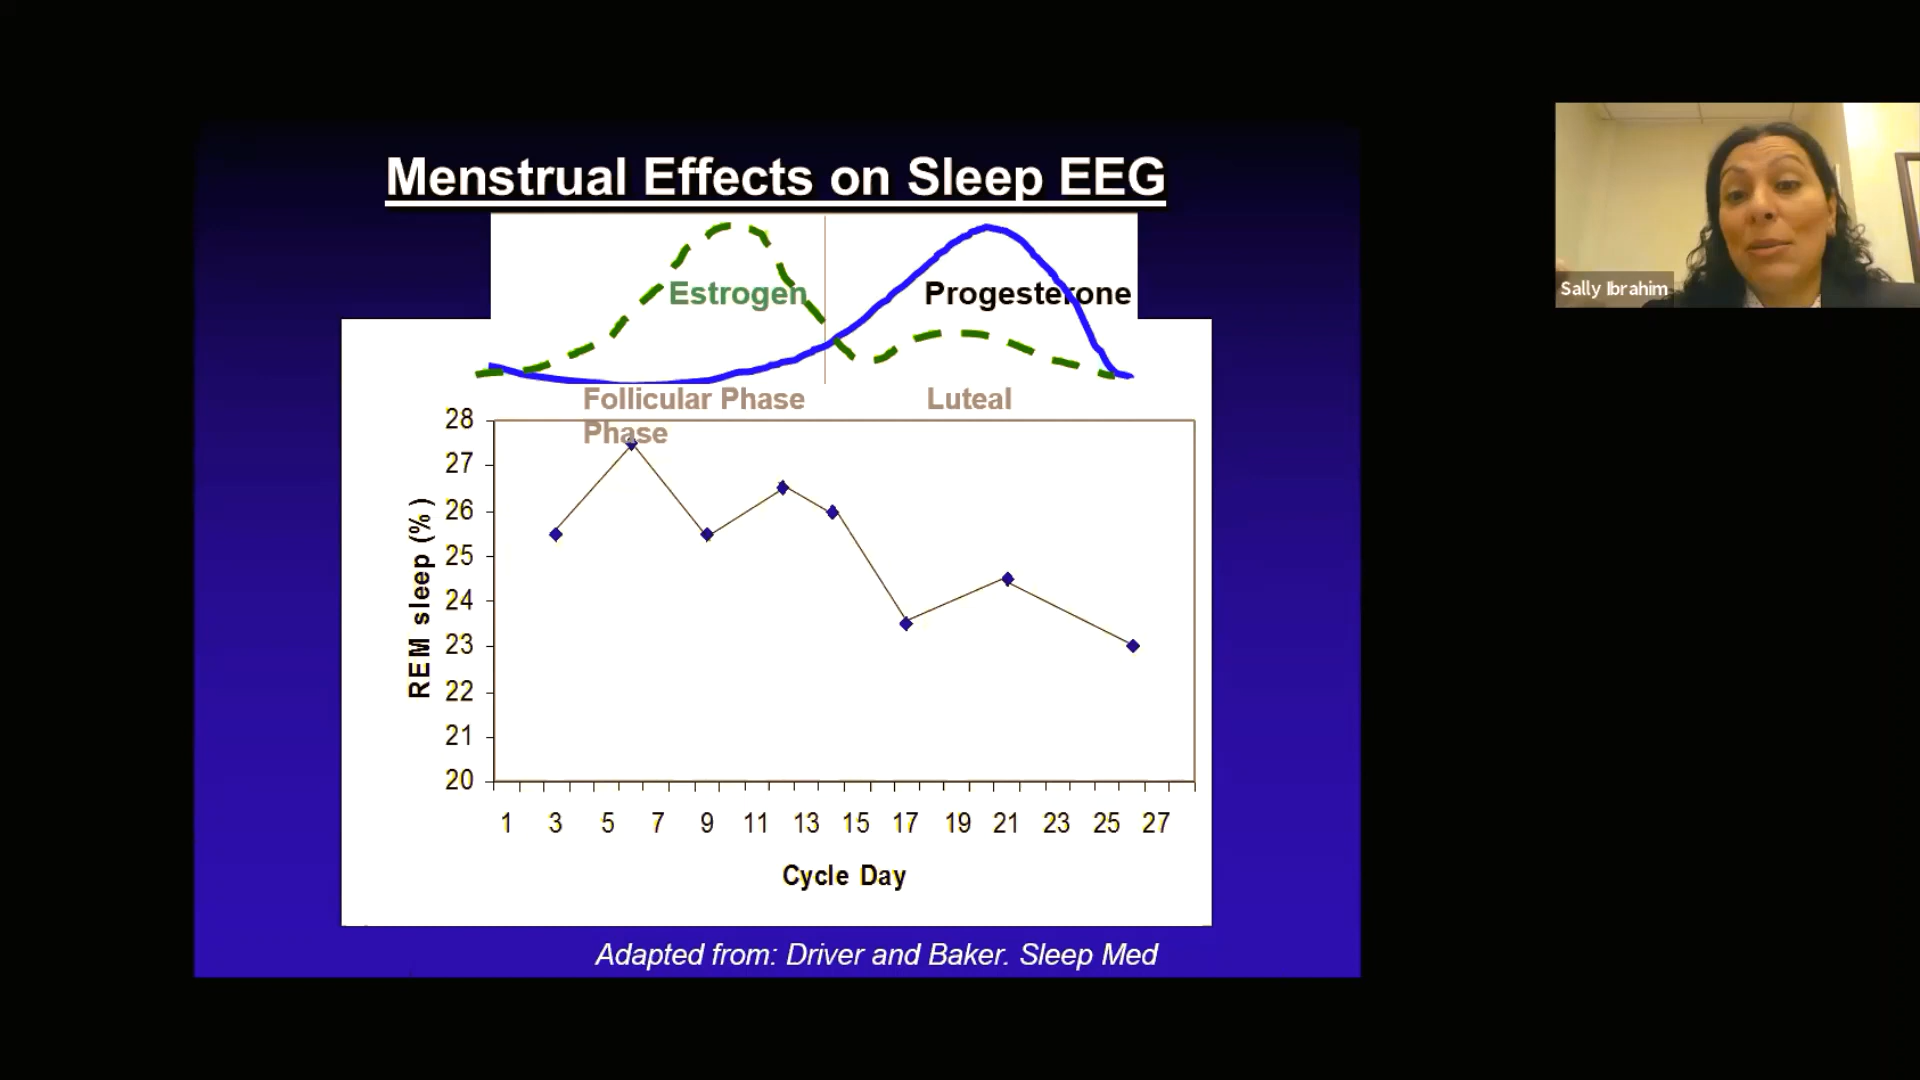 Menstrual Effects on Sleep EEG
Estrogen
Progesterone
Follicular Phase
Luteal
Phase
28
27
26
25
24
23
22
21
20
REM sleep (%)
1 3 5 7 9 11 13 15 17 19 21 23 25 27
Cycle Day
Adapted from: Driver and Baker. Sleep Med
Sally Ibrahim